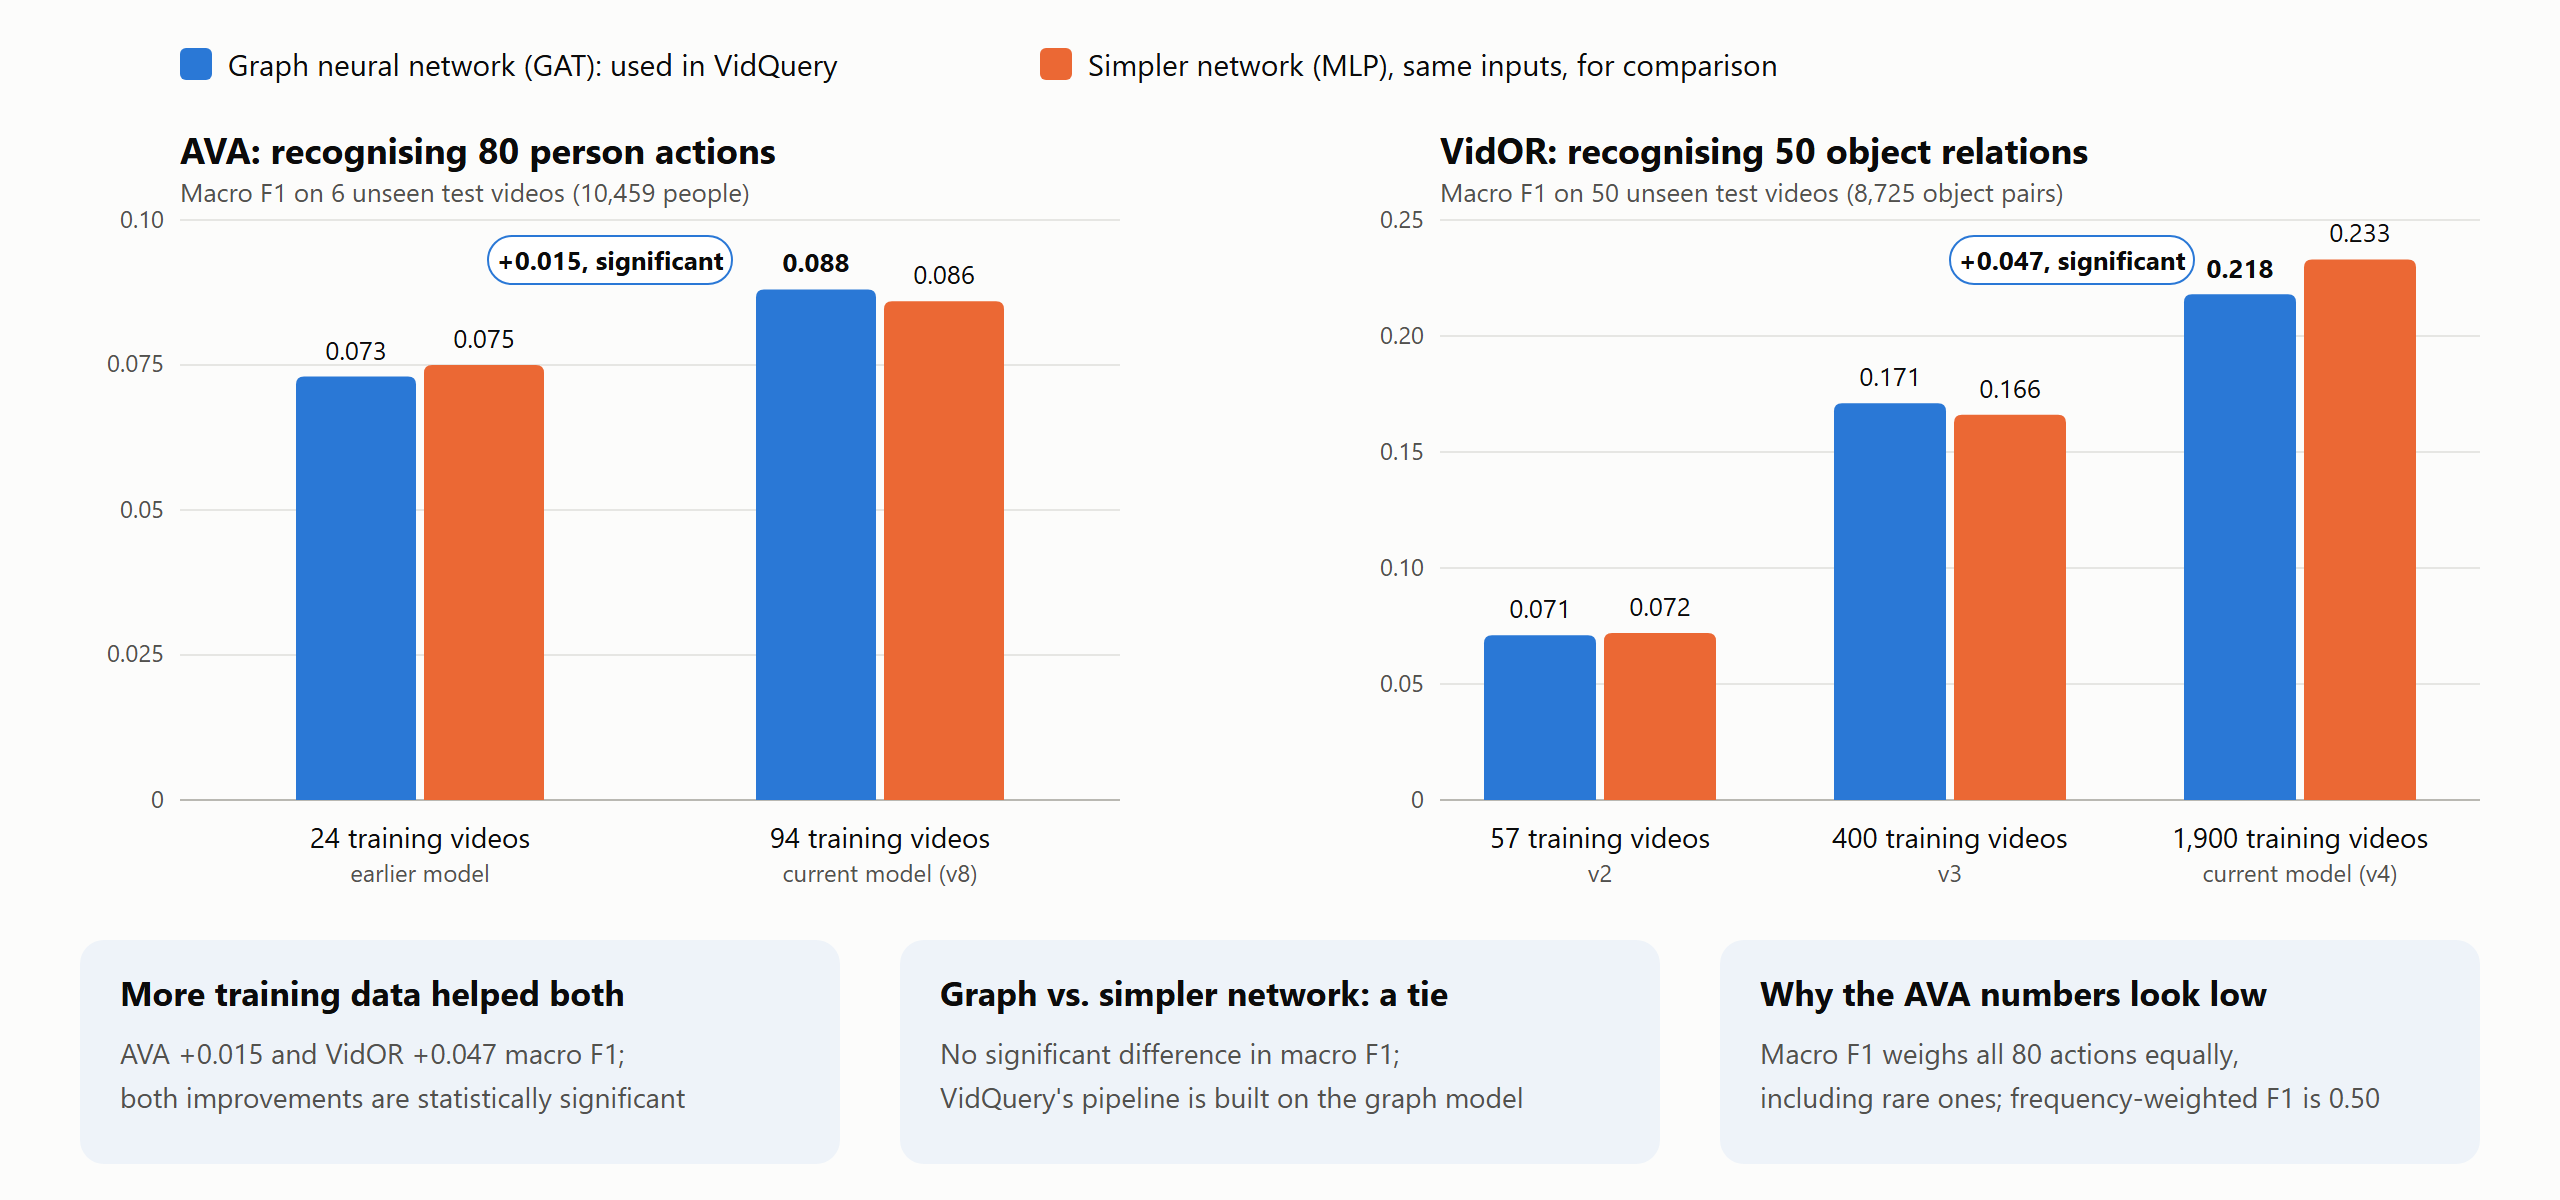 Graph neural network (GAT): used in VidQuery
Simpler network (MLP), same inputs, for comparison
AVA: recognising 80 person actions
Macro F1 on 6 unseen test videos (10,459 people)
0.10
0.075
0.05
0.025
0
+0.015, significant
0.073
0.075
0.088
0.086
24 training videos
earlier model
94 training videos
current model (v8)
VidOR: recognising 50 object relations
Macro F1 on 50 unseen test videos (8,725 object pairs)
0.25
0.20
0.15
0.10
0.05
0
+0.047, significant
0.071
0.072
0.171
0.166
0.218
0.233
57 training videos
v2
400 training videos
v3
1,900 training videos
current model (v4)
More training data helped both
AVA +0.015 and VidOR +0.047 macro F1;
both improvements are statistically significant
Graph vs. simpler network: a tie
No significant difference in macro F1;
VidQuery's pipeline is built on the graph model
Why the AVA numbers look low
Macro F1 weighs all 80 actions equally,
including rare ones; frequency-weighted F1 is 0.50